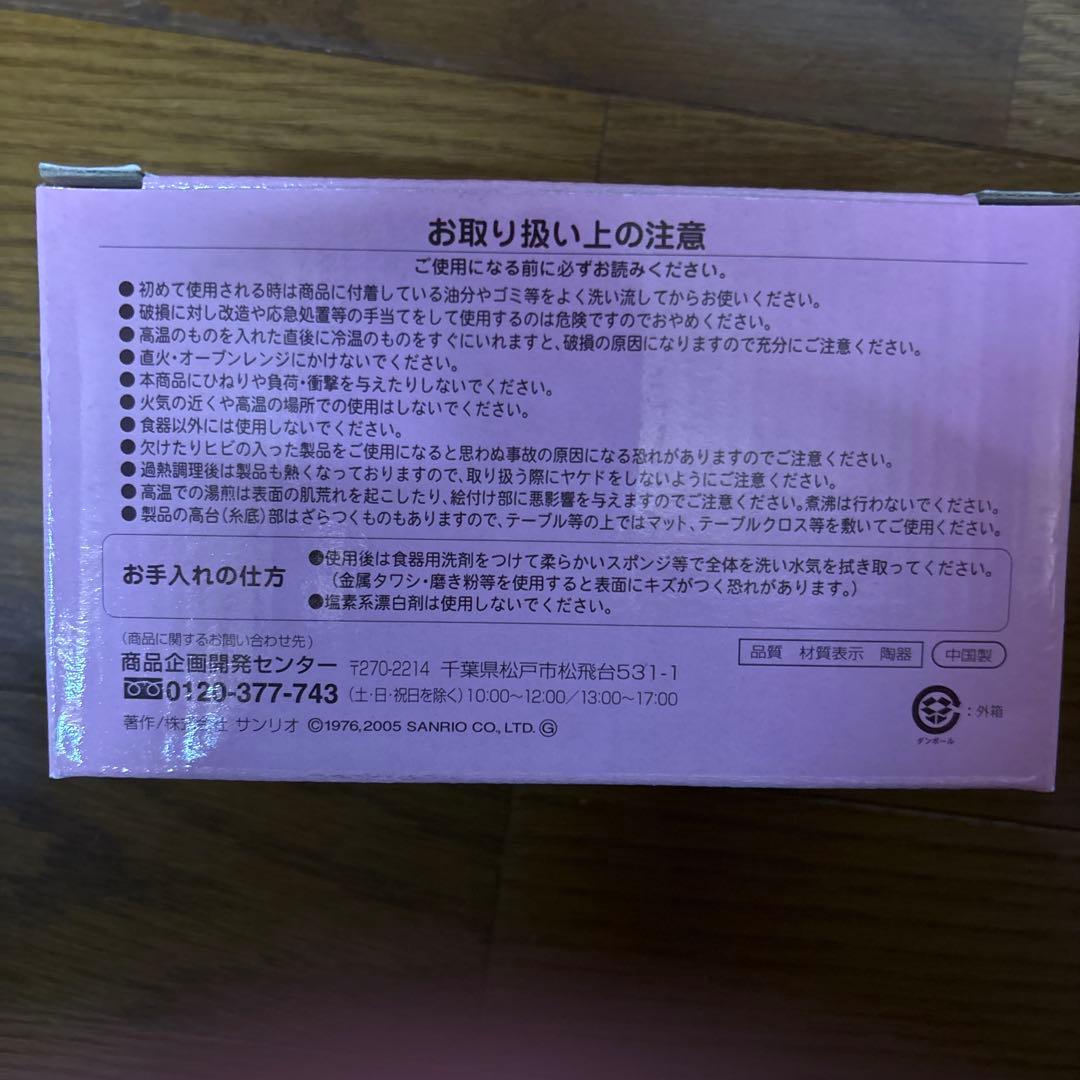 お取り扱い上の注意
ご使用になる前に必ずお読みください。
●初めて使用される時は商品に付着している油分やゴミ等をよく洗い流してからお使いください。
●破損に対し改造や応急処置等の手当てをして使用するのは危険ですのでおやめください。
●高温のものを入れた直後に冷温のものをすぐにいれますと、破損の原因になりますので充分にご注意ください。
●直火・オーブンレンジにかけないでください。
●本商品にひねりや負荷・衝撃を与えたりしないでください。
●火気の近くや高温の場所での使用はしないでください。
●食器以外には使用しないでください。
●欠けたりヒビの入った製品をご使用になると思わぬ事故の原因になる恐れがありますのでご注意ください。
●過熱調理後は製品も熱くなっておりますので、取り扱う際にヤケドをしないようにご注意ください。
●高温での湯煎は表面の肌荒れを起こしたり、絵付け部に悪影響を与えますのでご注意ください。煮沸は行わないでください。
●製品の高台(糸底)部はざらつくものもありますので、テーブル等の上ではマット、テーブルクロス等を敷いてご使用ください。
お手入れの仕方
●使用後は食器用洗剤をつけて柔らかいスポンジ等で全体を洗い水気を拭き取ってください。
(金属タワシ・磨き粉等を使用すると表面にキズがつく恐れがあります。)
●塩素系漂白剤は使用しないでください。
(商品に関するお問い合わせ先)
商品企画開発センター 〒270-2214 千葉県松戸市松飛台531-1
0120-377-743 (土・日・祝日を除く)10:00~12:00/13:00~17:00
著作/株式会社 サンリオ ©1976,2005 SANRIO CO., LTD. Ⓖ
品質 材質表示 陶器
中国製
:外箱
ダンボール